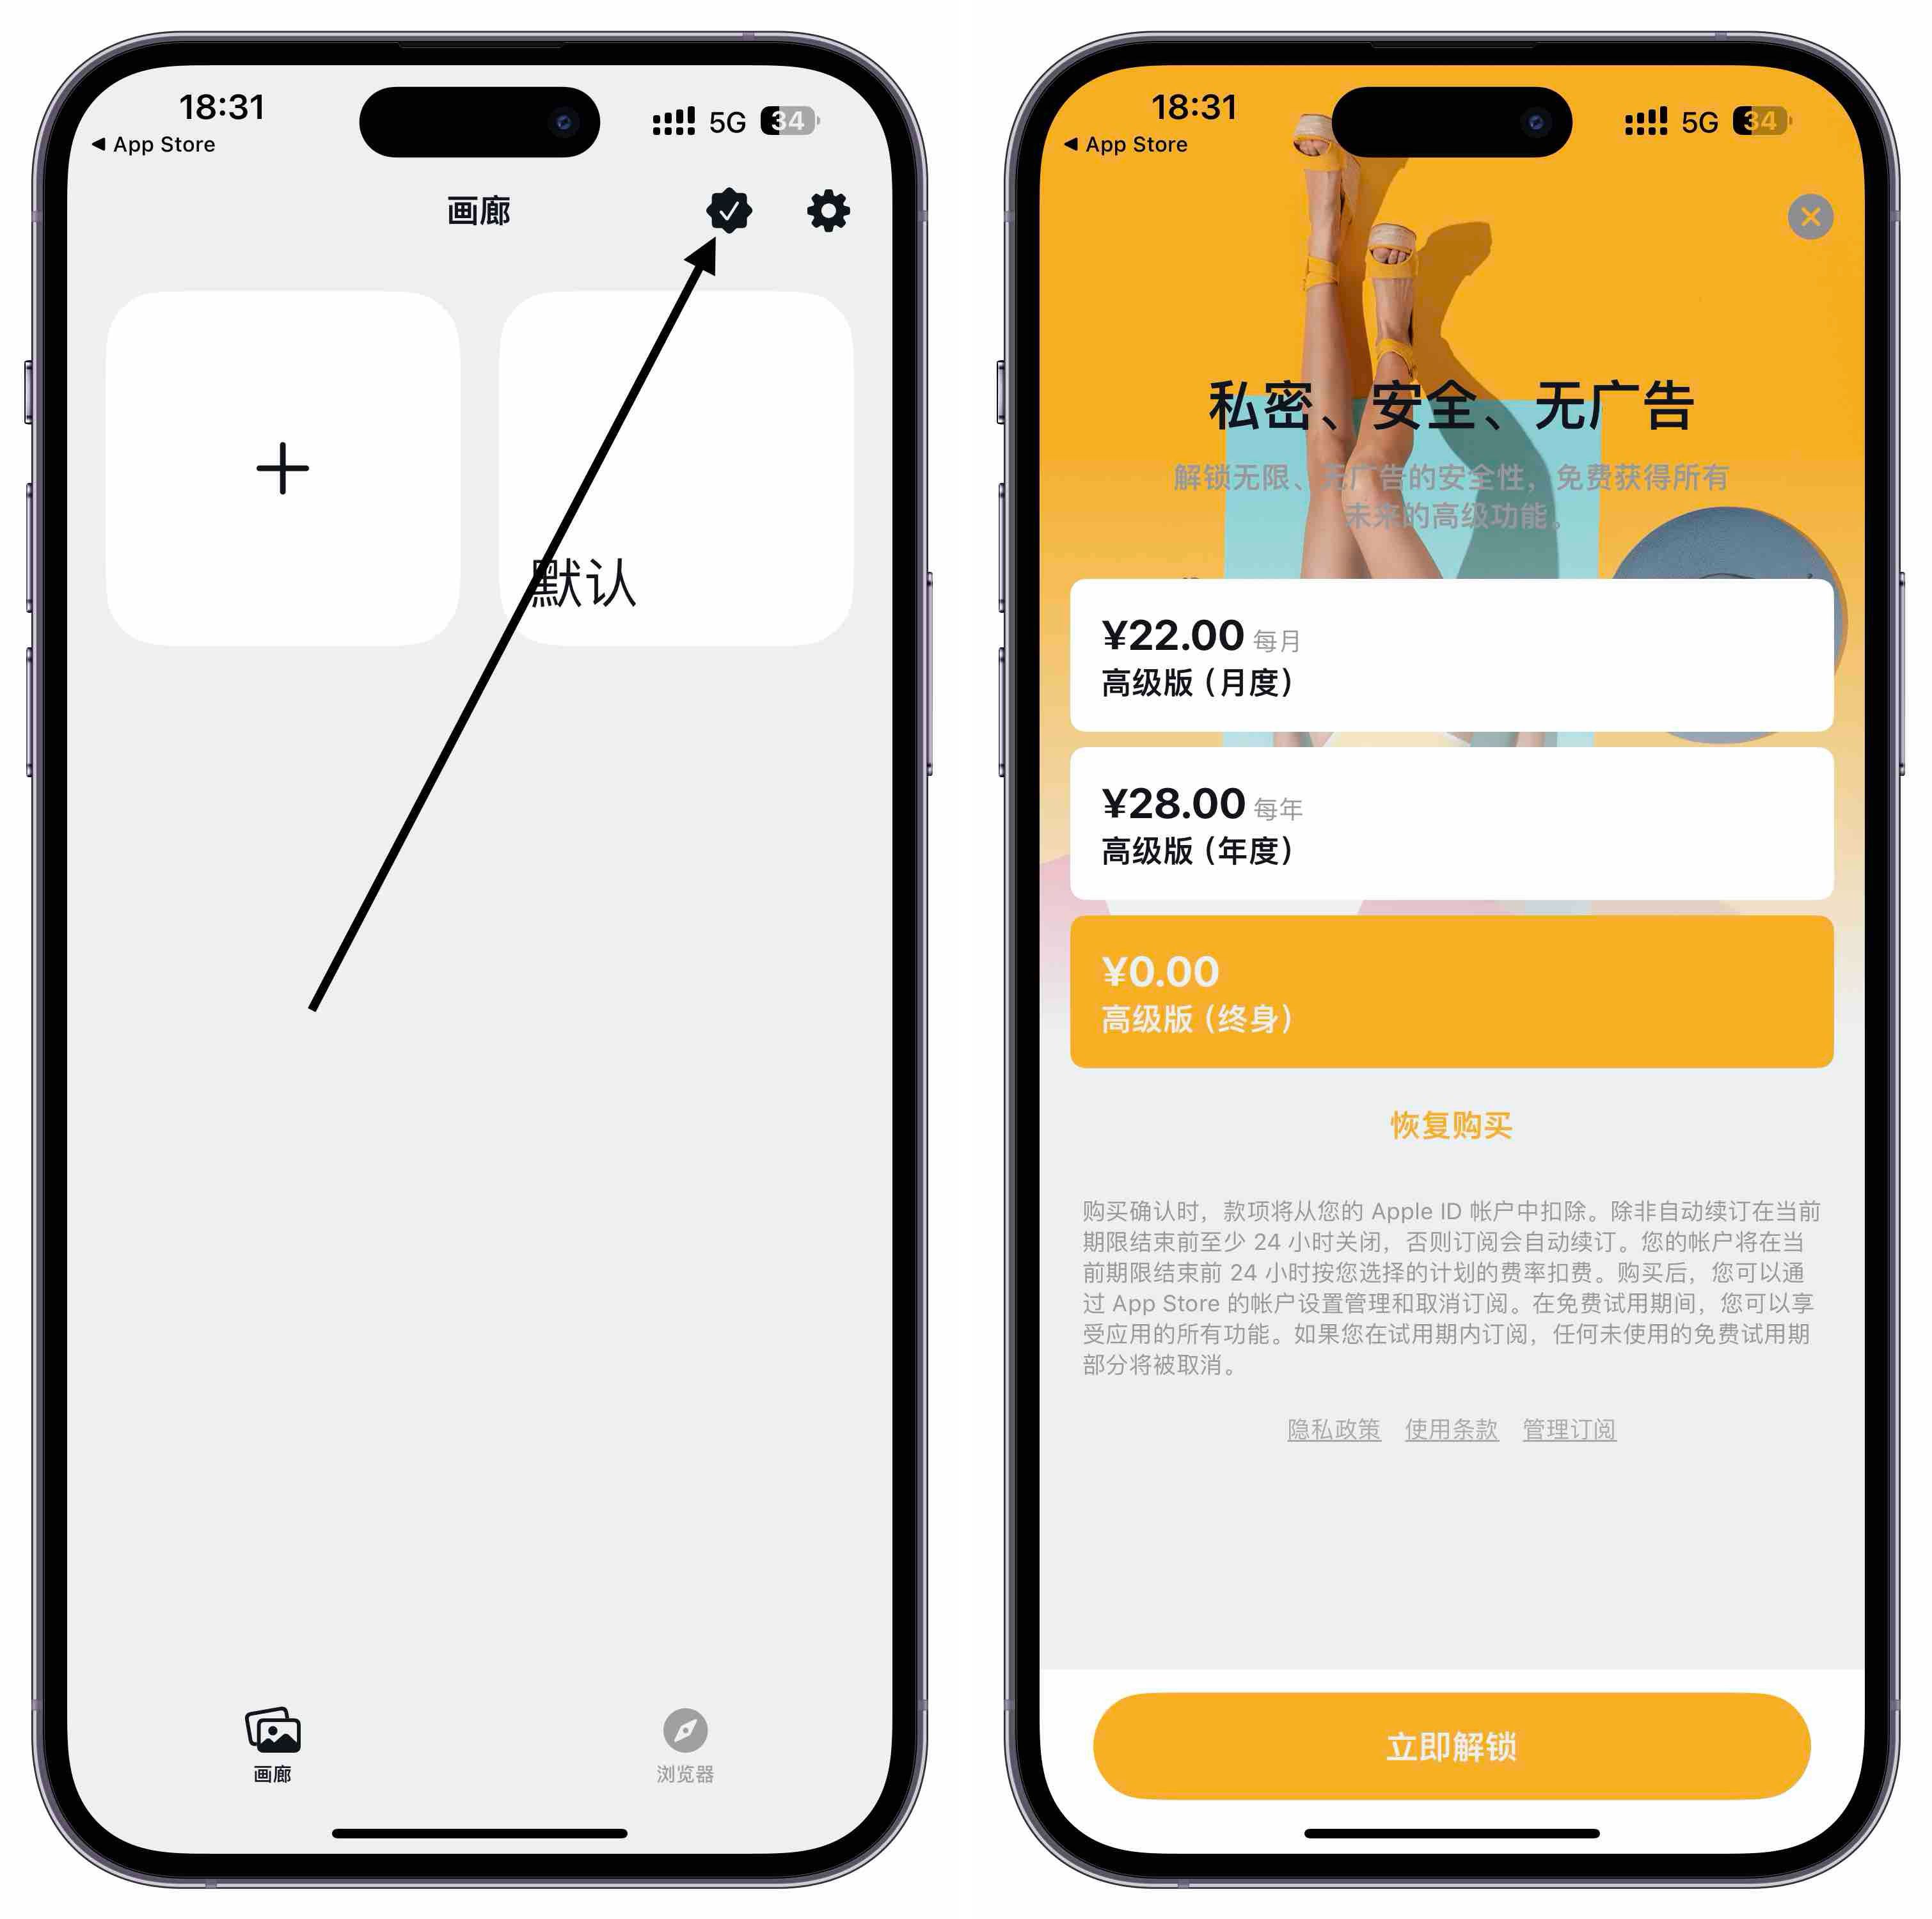 18:31
5G 34
App Store
画廊
默认
画廊
浏览器
18:31
5G 34
App Store
私密、安全、无广告
解锁无限、无广告的安全性，免费获得所有
未来的高级功能。
¥22.00 每月
高级版（月度）
¥28.00 每年
高级版（年度）
¥0.00
高级版（终身）
恢复购买
购买确认时，款项将从您的 Apple ID 帐户中扣除。除非自动续订在当前
期限结束前至少 24 小时关闭，否则订阅会自动续订。您的帐户将在当
前期限结束前 24 小时按您选择的计划的费率扣费。购买后，您可以通
过 App Store 的帐户设置管理和取消订阅。在免费试用期间，您可以享
受应用的所有功能。如果您在试用期内订阅，任何未使用的免费试用期
部分将被取消。
隐私政策 使用条款 管理订阅
立即解锁